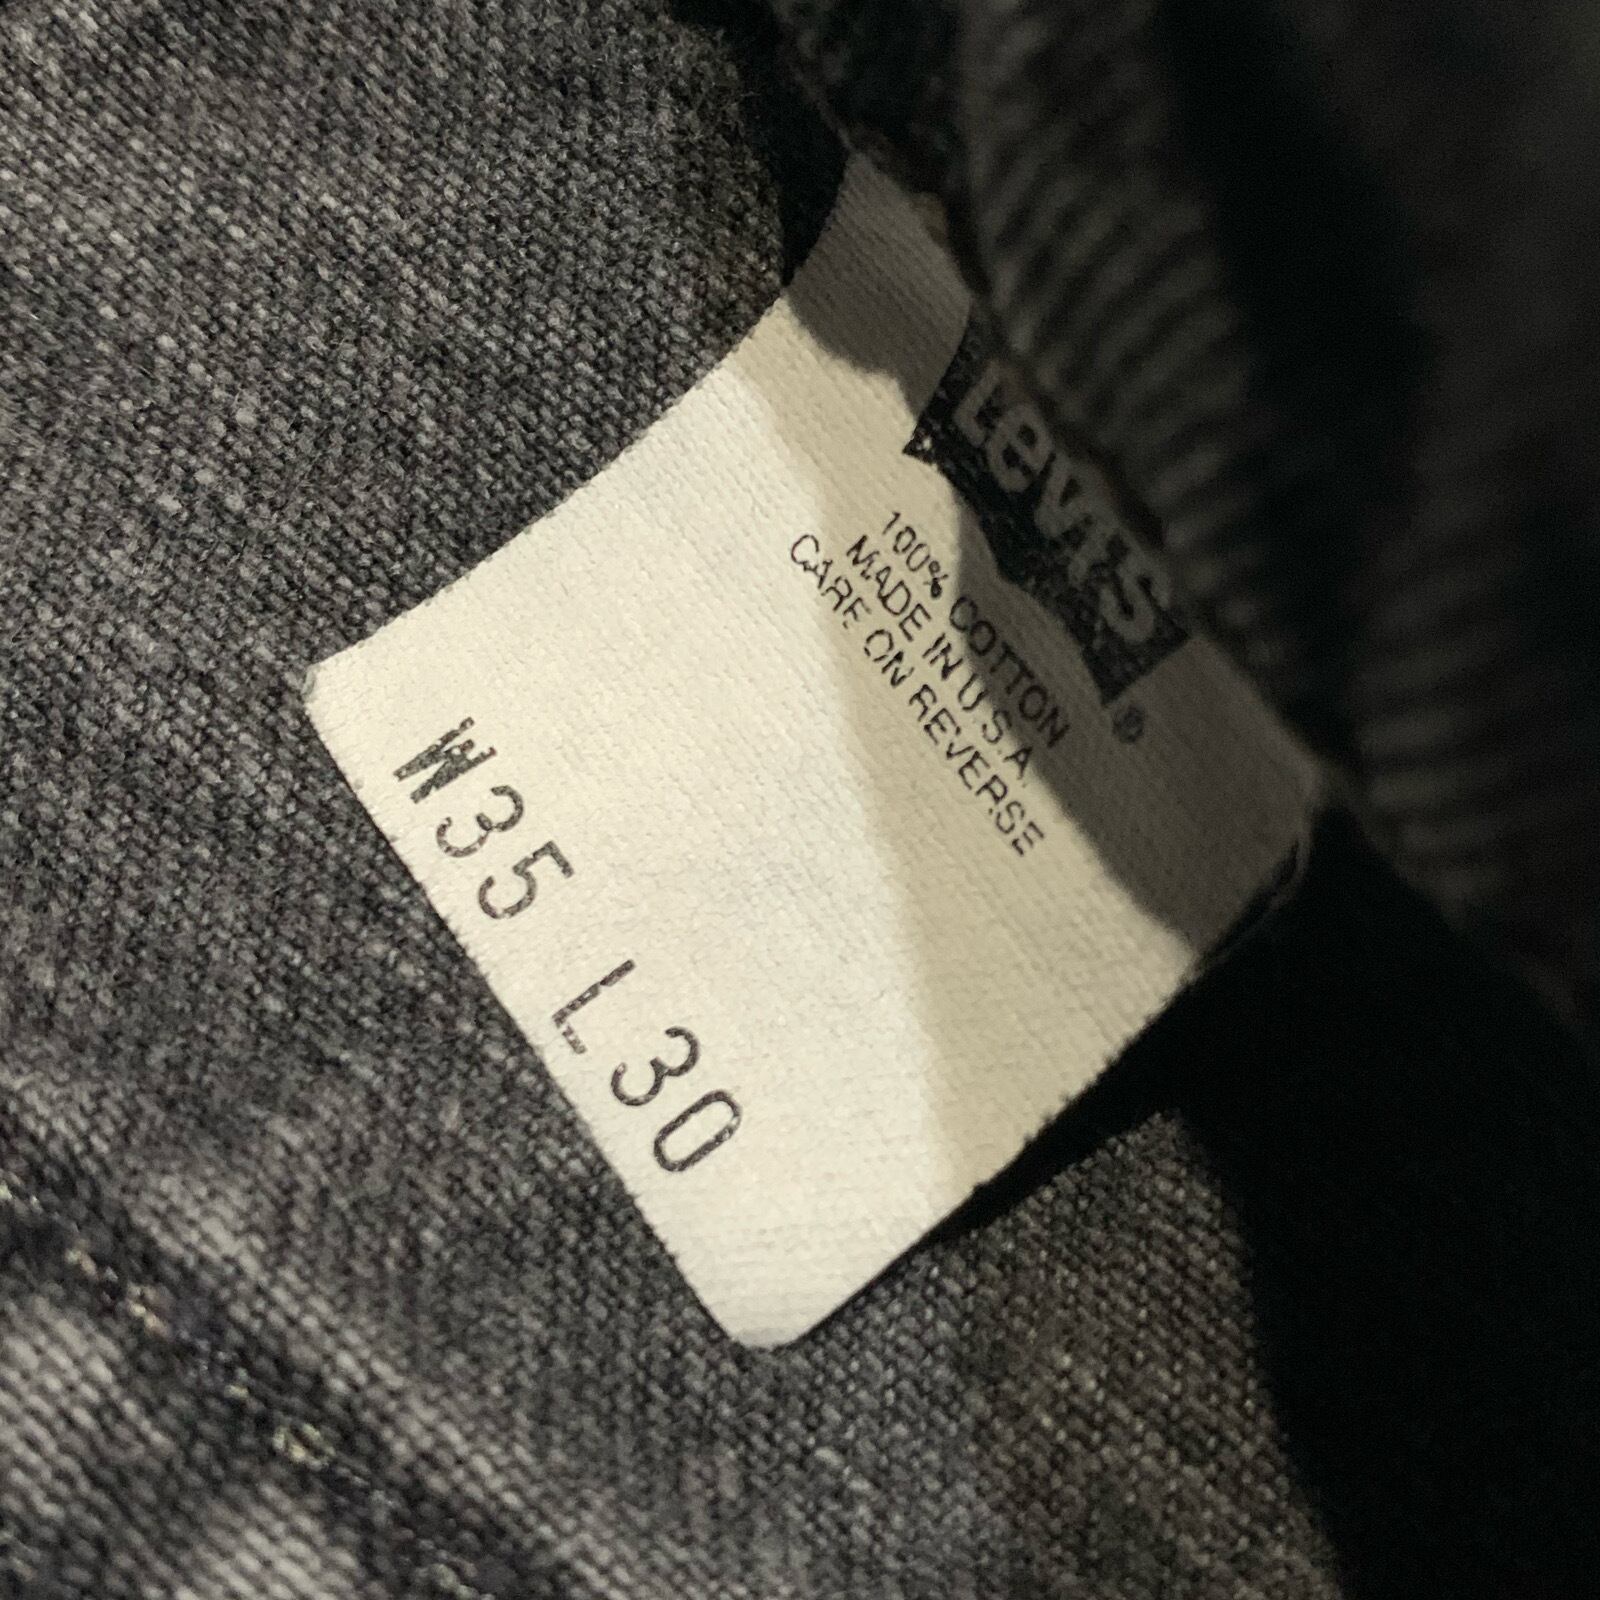 Levi's®
100% COTTON
MADE IN U.S.A.
CARE ON REVERSE
W35 L30